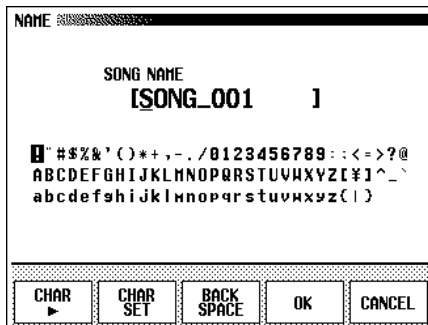 NAME
SONG NAME
[SONG_001 ]
!"#$%&'()*+,-./0123456789:;<=>?@
ABCDEFGHIJKLMNOPQRSTUVWXYZ[¥]^_`
abcdefghijklmnopqrstuvwxyz{|}
CHAR ► CHAR SET BACK SPACE OK CANCEL